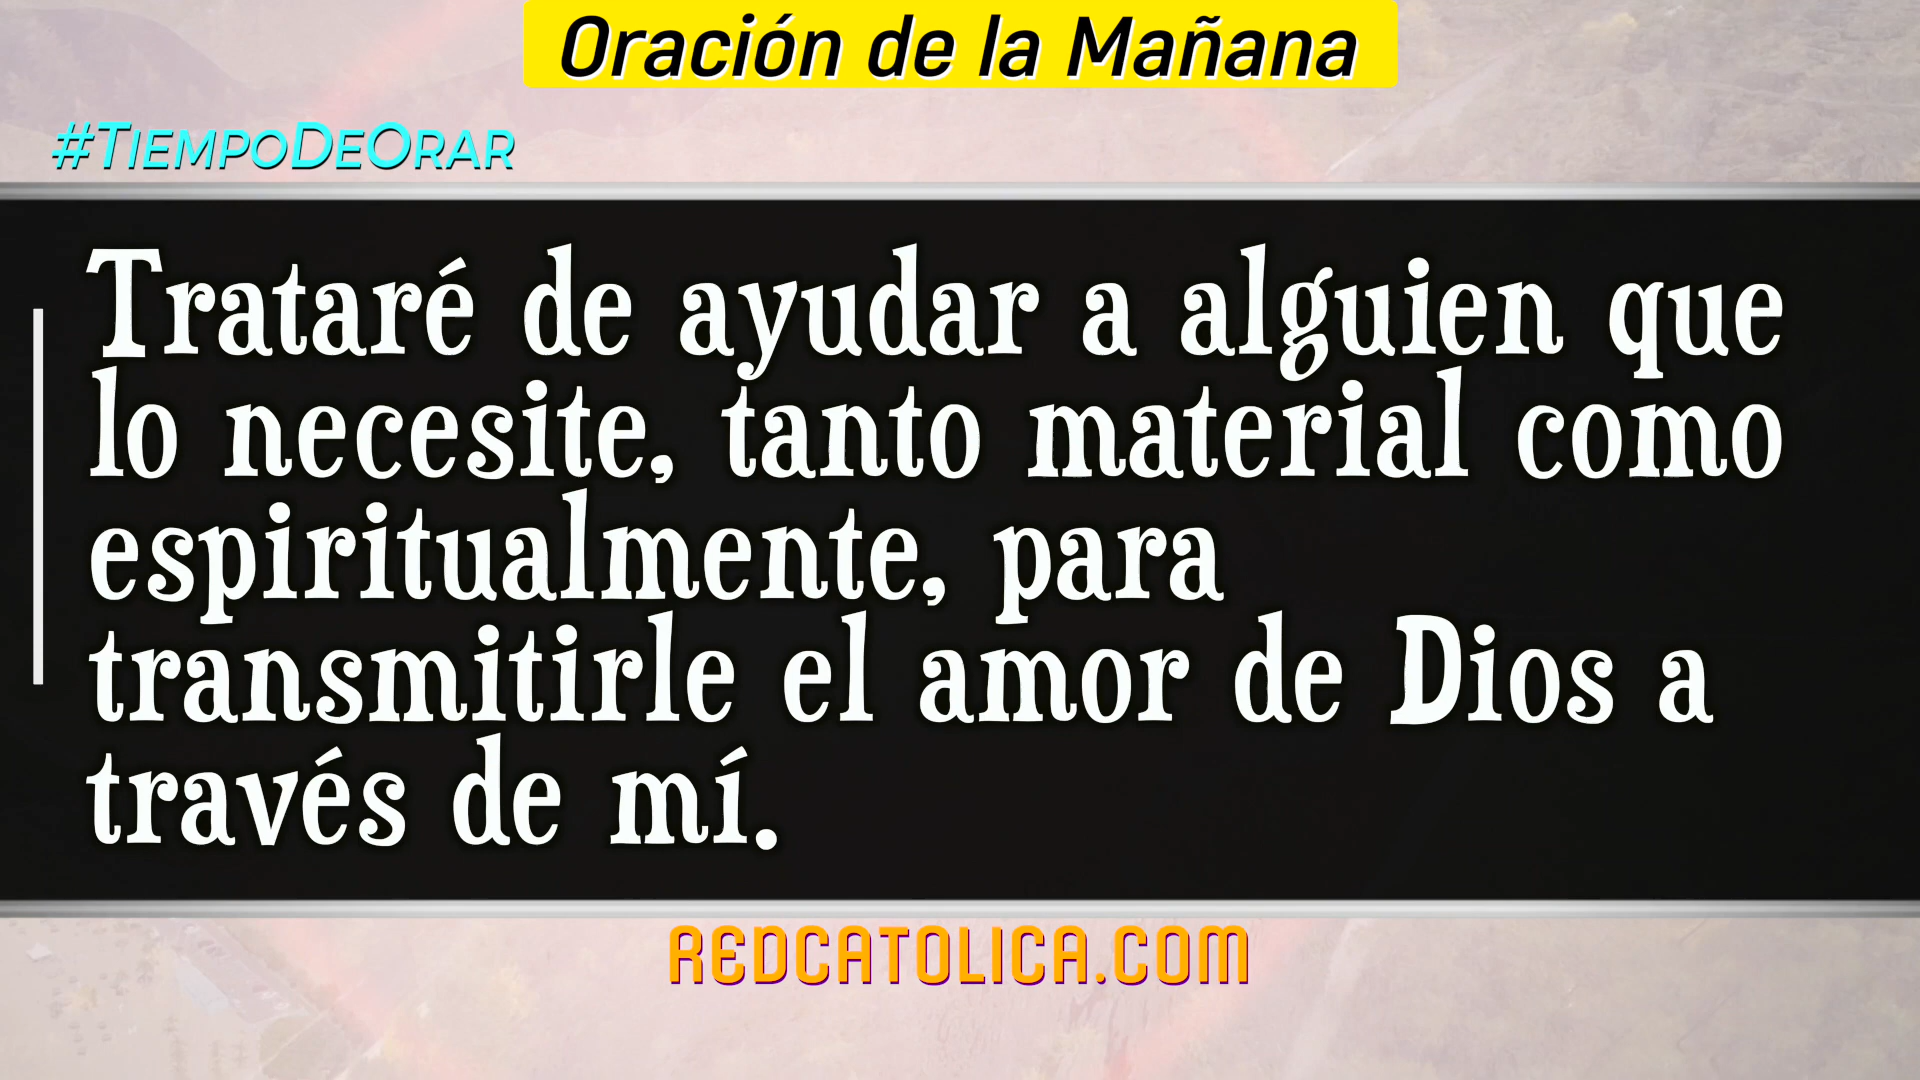 Oración de la Mañana
#TiempoDeOrar
Trataré de ayudar a alguien que
lo necesite, tanto material como
espiritualmente, para
transmitirle el amor de Dios a
través de mí.
REDCATOLICA.COM